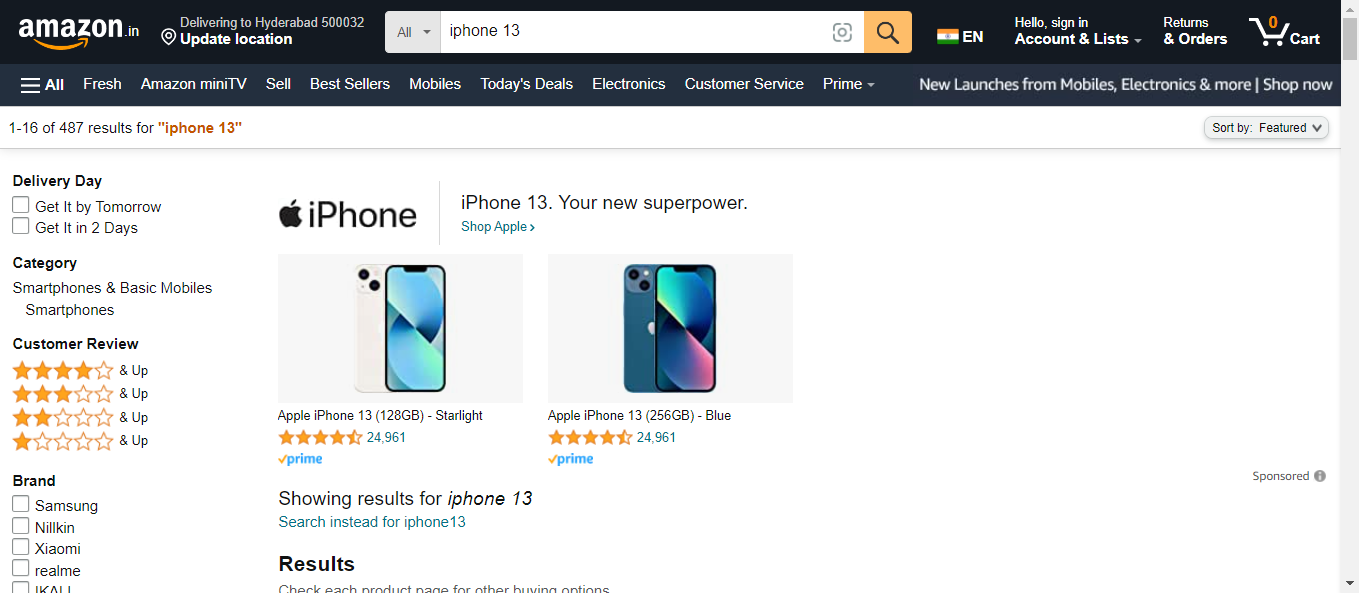 amazon.in
Delivering to Hyderabad 500032
Update location
All
iphone 13
EN
Hello, sign in
Account & Lists
Returns
& Orders
0
Cart
All Fresh Amazon miniTV Sell Best Sellers Mobiles Today's Deals Electronics Customer Service Prime New Launches from Mobiles, Electronics & more | Shop now
1-16 of 487 results for "iphone 13"
Sort by: Featured
Delivery Day
Get It by Tomorrow
Get It in 2 Days
Category
Smartphones & Basic Mobiles
Smartphones
Customer Review
& Up
& Up
& Up
& Up
Brand
Samsung
Nillkin
Xiaomi
realme
IKALL
iPhone
iPhone 13. Your new superpower.
Shop Apple ›
Apple iPhone 13 (128GB) - Starlight
24,961
prime
Apple iPhone 13 (256GB) - Blue
24,961
prime
Sponsored
Showing results for iphone 13
Search instead for iphone13
Results
Check each product page for other buying options.